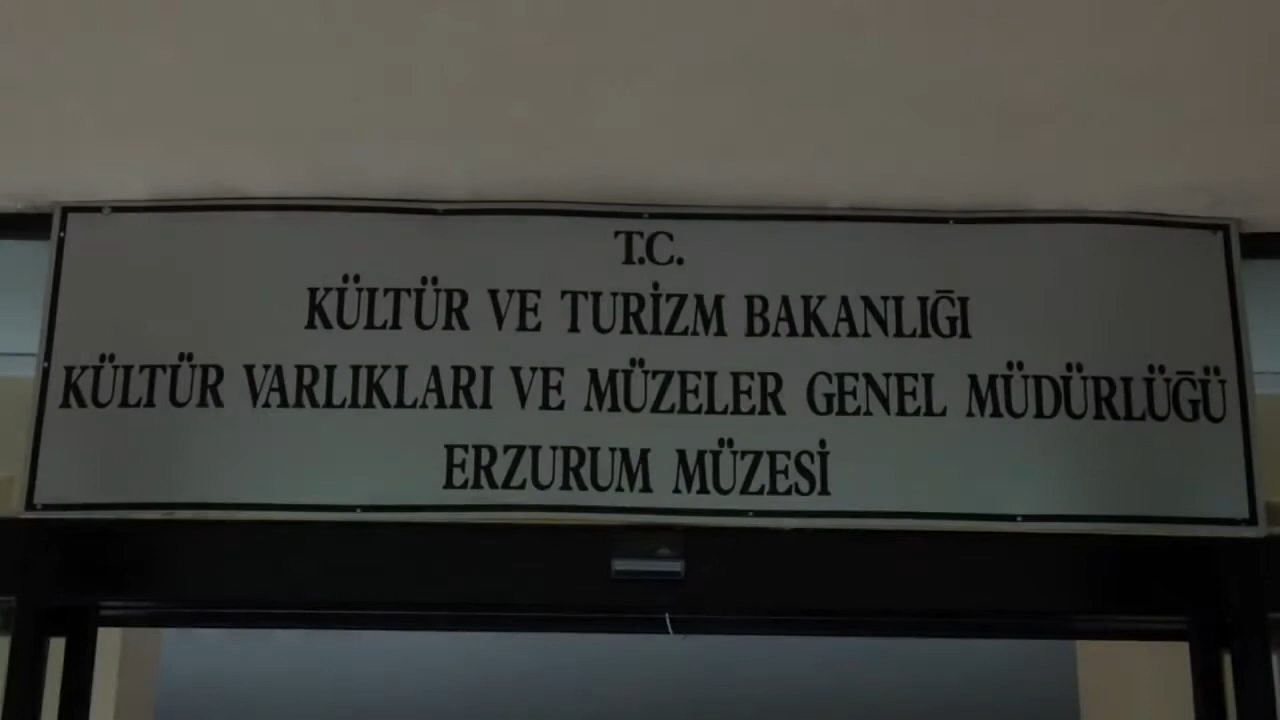 T.C.
KÜLTÜR VE TURİZM BAKANLIĞI
KÜLTÜR VARLIKLARI VE MÜZELER GENEL MÜDÜRLÜĞÜ
ERZURUM MÜZESİ